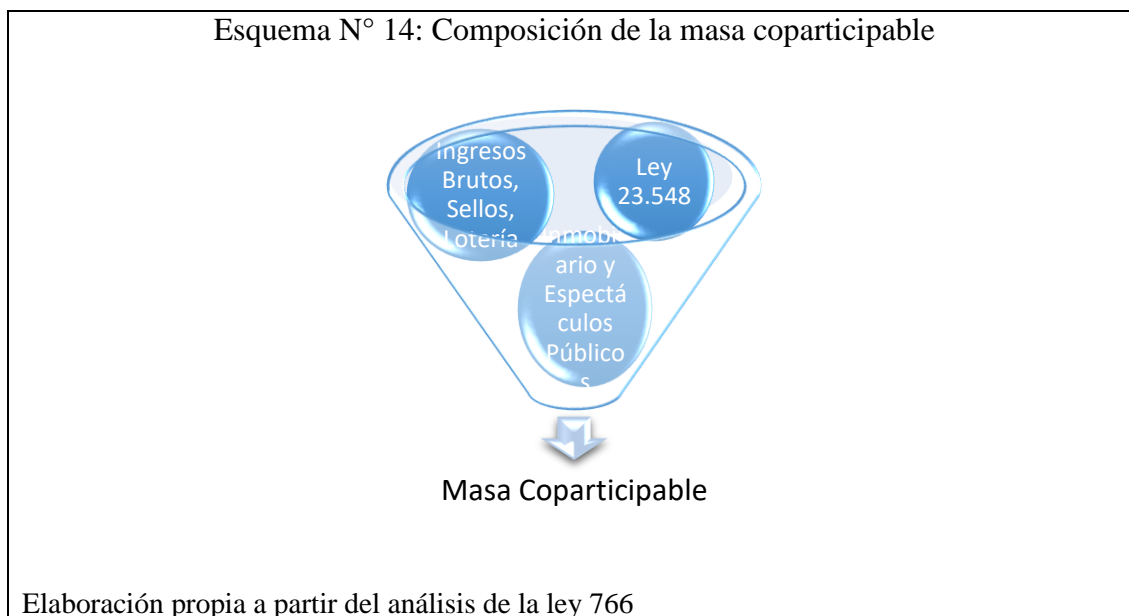 Esquema N° 14: Composición de la masa coparticipable
Ingresos
Brutos,
Sellos,
Lotería
Ley
23.548
Inmobili
ario y
Espectá
culos
Público
s
Masa Coparticipable
Elaboración propia a partir del análisis de la ley 766